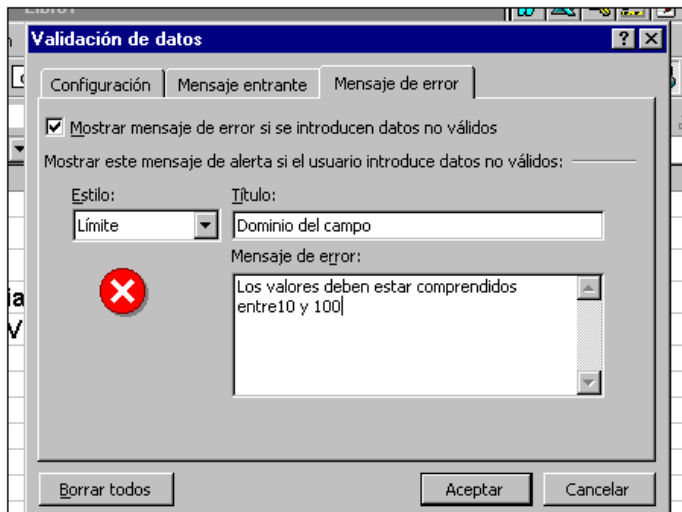 Libro1
Validación de datos
Configuración
Mensaje entrante
Mensaje de error
Mostrar mensaje de error si se introducen datos no válidos
Mostrar este mensaje de alerta si el usuario introduce datos no válidos:
Estilo:
Título:
Límite
Dominio del campo
Mensaje de error:
Los valores deben estar comprendidos
entre10 y 100
ia
V
Borrar todos
Aceptar
Cancelar